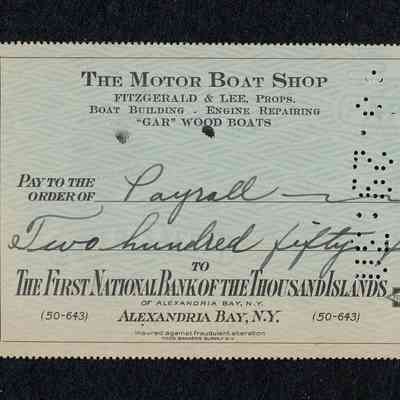 THE MOTOR BOAT SHOP
FITZGERALD & LEE, PROPS.
BOAT BUILDING - ENGINE REPAIRING
"GAR" WOOD BOATS
PAY TO THE
ORDER OF Payroll
Two hundred fifty
TO
THE FIRST NATIONAL BANK OF THE THOUSAND ISLANDS
OF ALEXANDRIA BAY, N.Y.
(50-643) ALEXANDRIA BAY, N.Y. (50-643)
Insured against fraudulent alteration